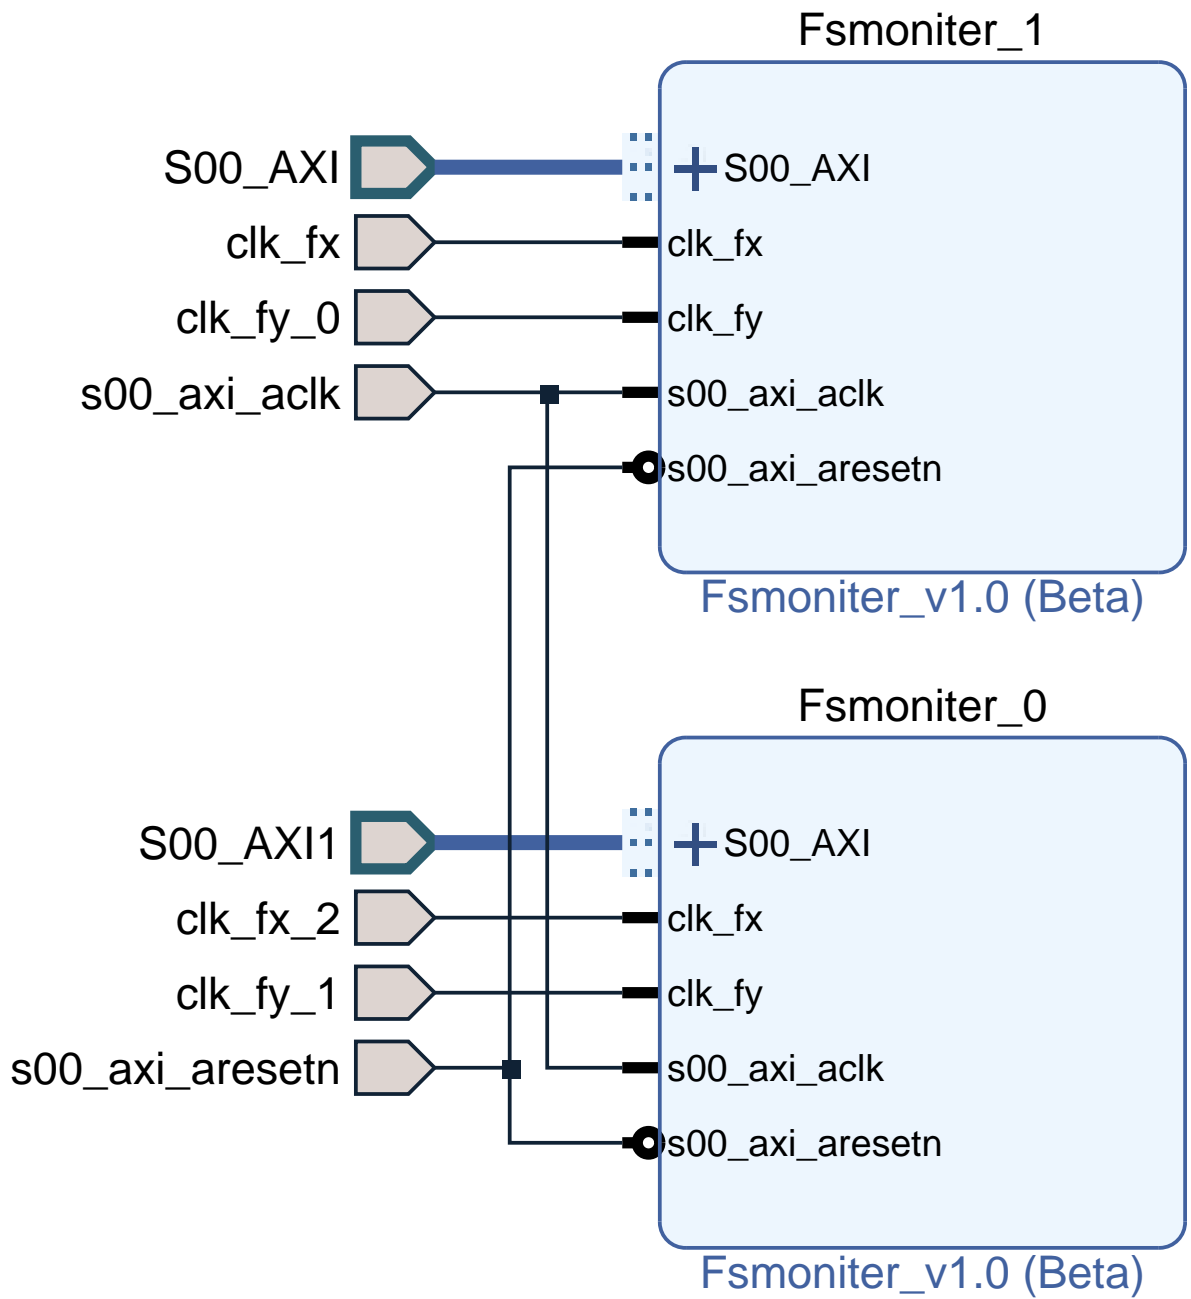 Fsmoniter_1
S00_AXI
S00_AXI
clk_fx
clk_fx
clk_fy_0
clk_fy
s00_axi_aclk
s00_axi_aclk
s00_axi_aresetn
Fsmoniter_v1.0 (Beta)
Fsmoniter_0
S00_AXI1
S00_AXI
clk_fx_2
clk_fx
clk_fy_1
clk_fy
s00_axi_aresetn
s00_axi_aclk
s00_axi_aresetn
Fsmoniter_v1.0 (Beta)